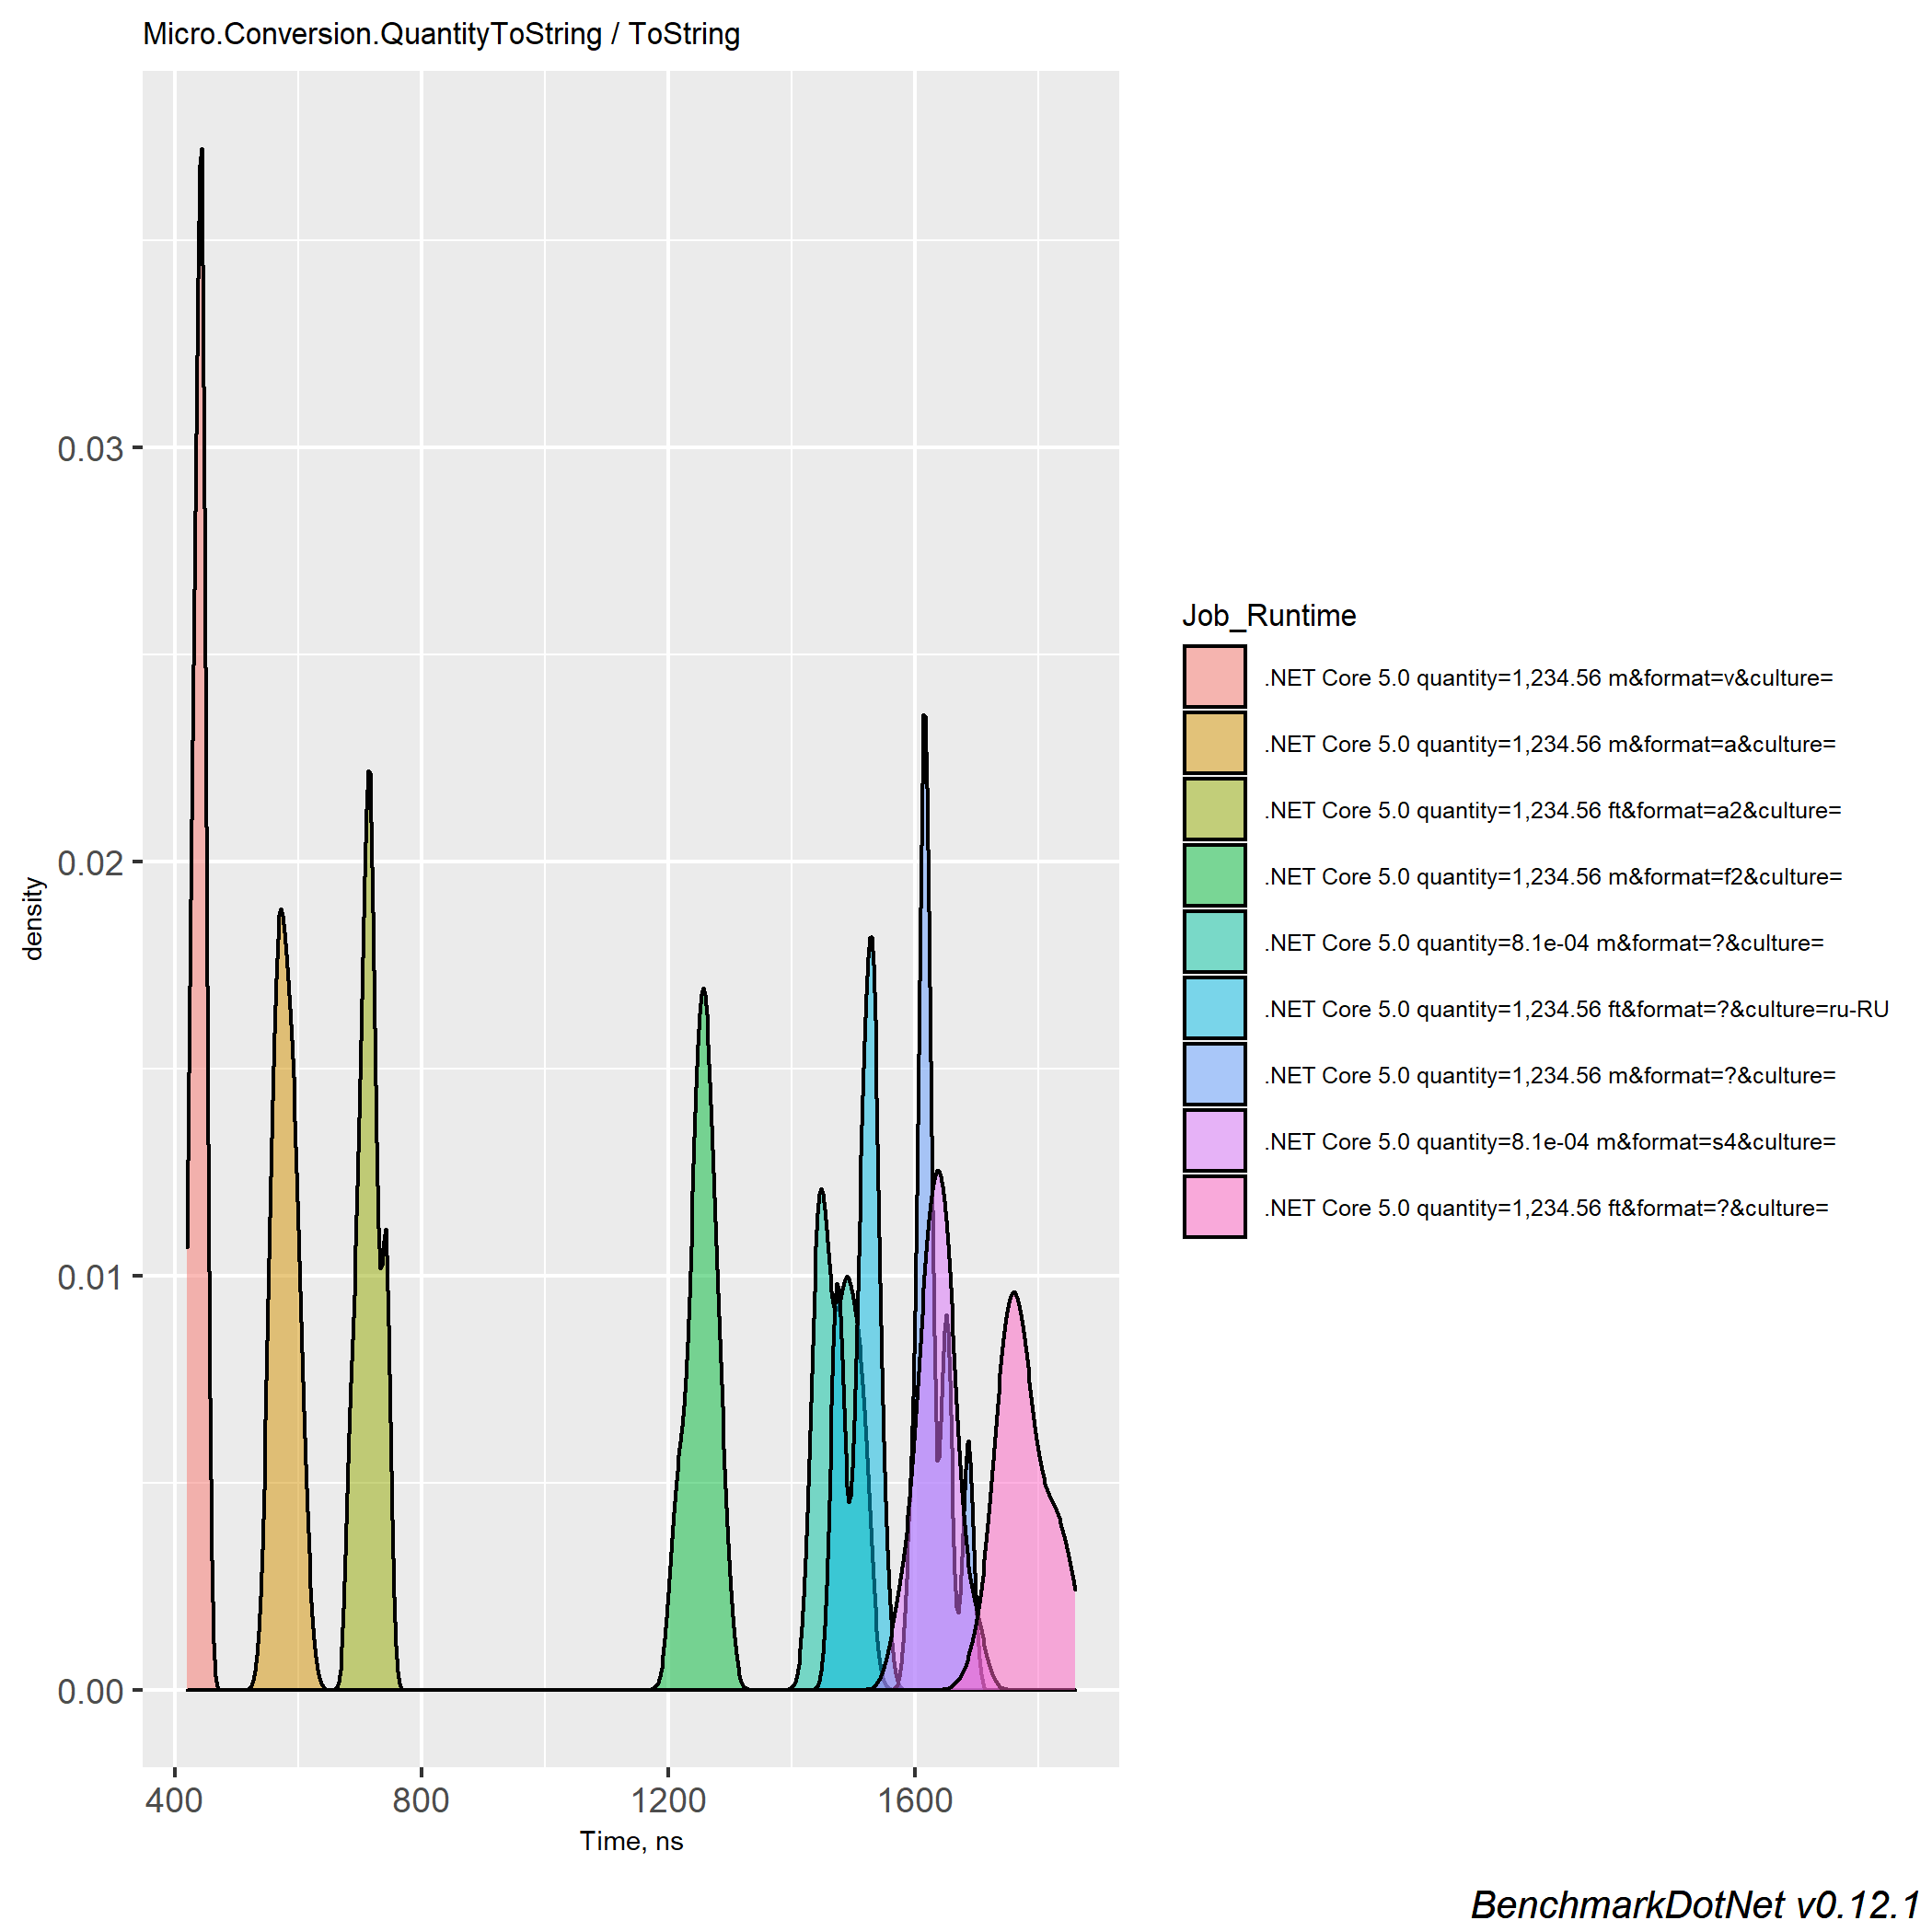 Micro.Conversion.QuantityToString / ToString
0.03
0.02
0.01
0.00
density
400 800 1200 1600
Time, ns
Job_Runtime
.NET Core 5.0 quantity=1,234.56 m&format=v&culture=
.NET Core 5.0 quantity=1,234.56 m&format=a&culture=
.NET Core 5.0 quantity=1,234.56 ft&format=a2&culture=
.NET Core 5.0 quantity=1,234.56 m&format=f2&culture=
.NET Core 5.0 quantity=8.1e-04 m&format=?&culture=
.NET Core 5.0 quantity=1,234.56 ft&format=?&culture=ru-RU
.NET Core 5.0 quantity=1,234.56 m&format=?&culture=
.NET Core 5.0 quantity=8.1e-04 m&format=s4&culture=
.NET Core 5.0 quantity=1,234.56 ft&format=?&culture=
BenchmarkDotNet v0.12.1